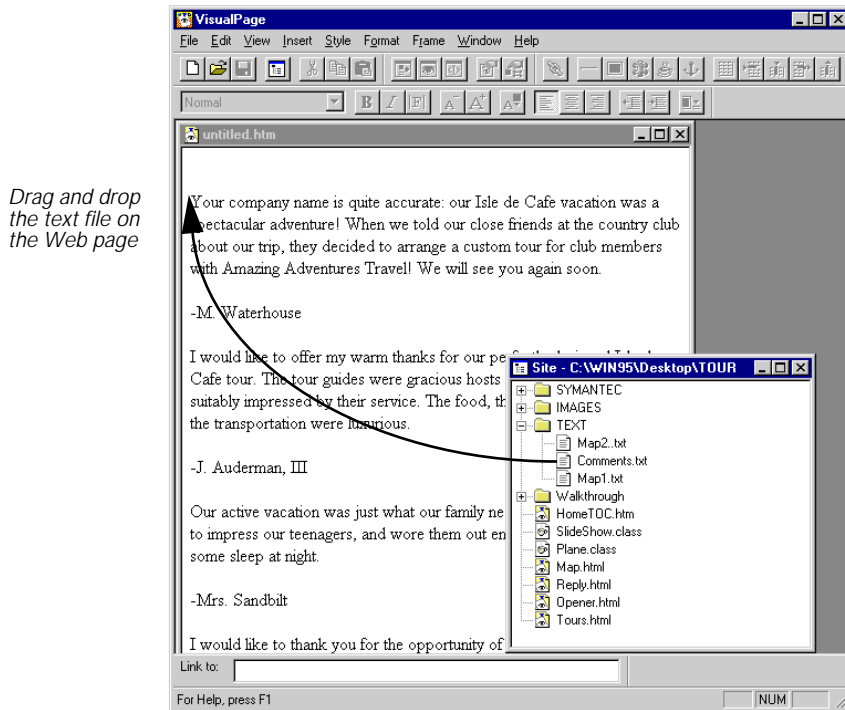 VisualPage
File Edit View Insert Style Format Frame Window Help
Normal B I F A A
untitled.htm
Drag and drop
the text file on
the Web page
Your company name is quite accurate: our Isle de Cafe vacation was a
spectacular adventure! When we told our close friends at the country club
about our trip, they decided to arrange a custom tour for club members
with Amazing Adventures Travel! We will see you again soon.
-M. Waterhouse
I would like to offer my warm thanks for our
Cafe tour. The tour guides were gracious hosts
suitably impressed by their service. The food,
the transportation were luxurious.
-J. Auderman, III
Our active vacation was just what our family
to impress our teenagers, and wore them out
some sleep at night.
-Mrs. Sandbilt
I would like to thank you for the opportunity of
Site - C:\WIN95\Desktop\TOUR
SYMANTEC
IMAGES
TEXT
Map2..txt
Comments.txt
Map1.txt
Walkthrough
HomeTOC.htm
SlideShow.class
Plane.class
Map.html
Reply.html
Opener.html
Tours.html
Link to:
For Help, press F1
NUM